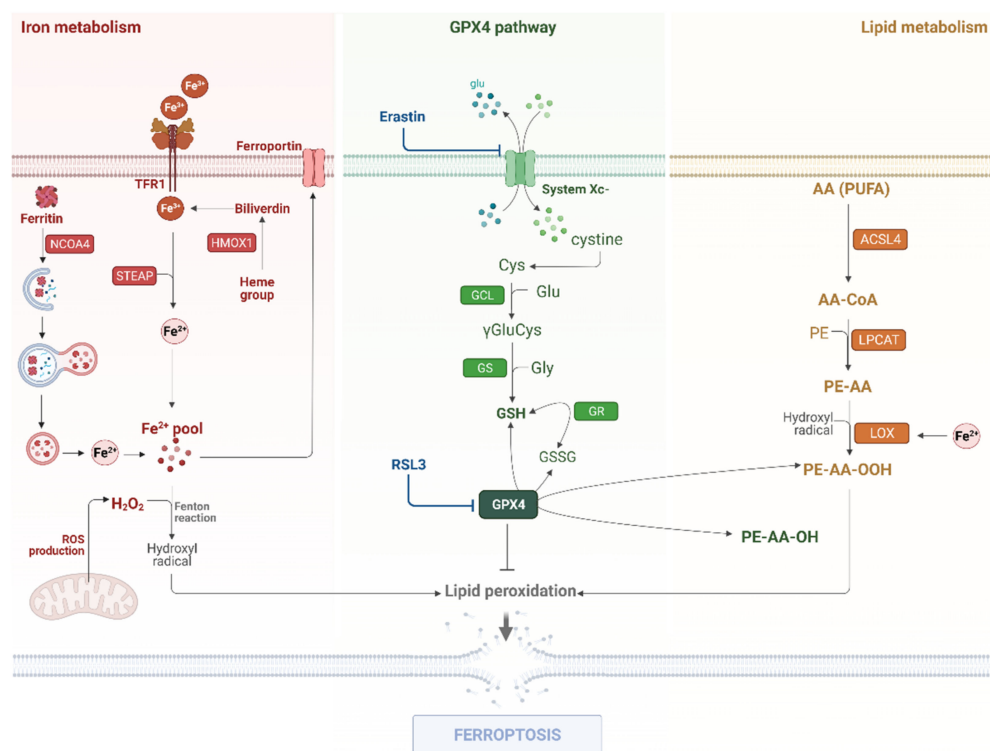 Iron metabolism
Fe³⁺
Fe³⁺
Ferroportin
TFR1
Fe³⁺
Biliverdin
Ferritin
NCOA4
HMOX1
STEAP
Heme
group
Fe²⁺
Fe²⁺ pool
Fe²⁺
H₂O₂
Fenton
reaction
ROS
production
Hydroxyl
radical
GPX4 pathway
glu
Erastin
System Xc-
cystine
Cys
GCL
Glu
γGluCys
GS
Gly
GSH
GR
GSSG
RSL3
GPX4
PE-AA-OH
Lipid peroxidation
FERROPTOSIS
Lipid metabolism
AA (PUFA)
ACSL4
AA-CoA
PE
LPCAT
PE-AA
Hydroxyl
radical
LOX
Fe²⁺
PE-AA-OOH